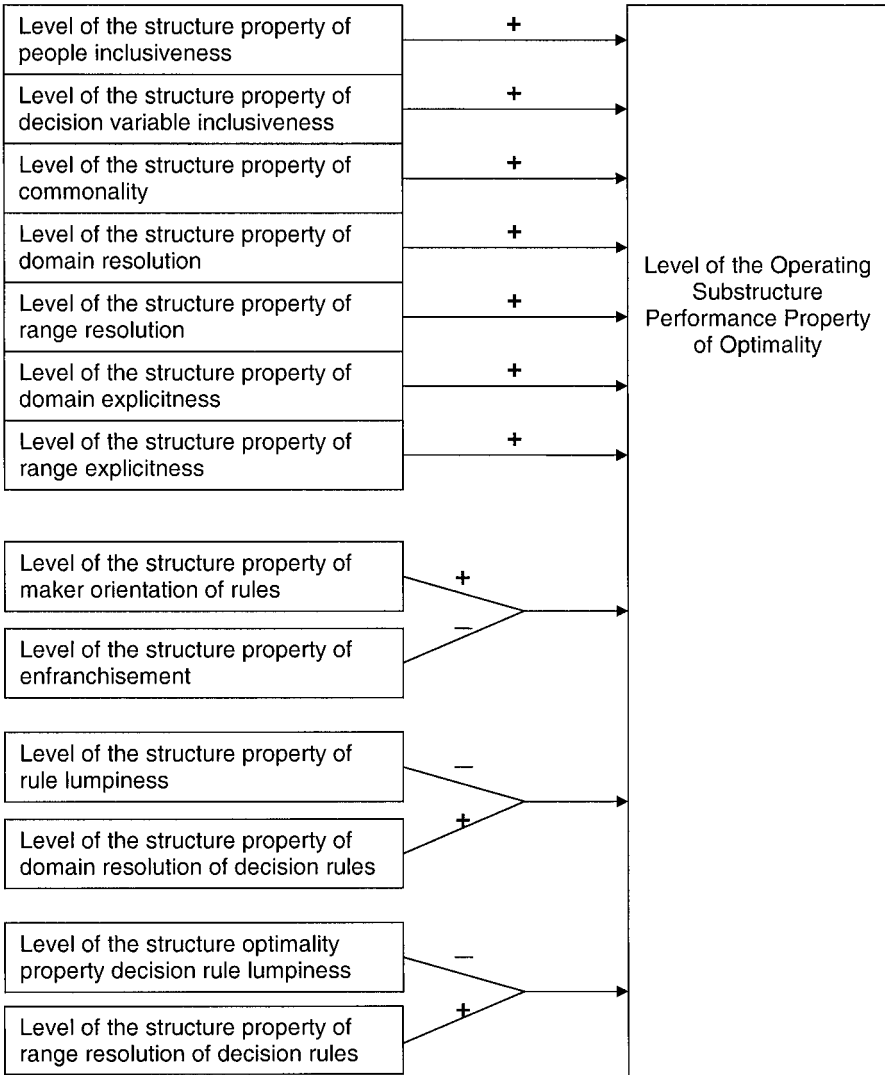 Level of the structure property of
people inclusiveness
+
Level of the structure property of
decision variable inclusiveness
+
Level of the structure property of
commonality
+
Level of the structure property of
domain resolution
+
Level of the structure property of
range resolution
+
Level of the structure property of
domain explicitness
+
Level of the structure property of
range explicitness
+
Level of the Operating
Substructure
Performance Property
of Optimality
Level of the structure property of
maker orientation of rules
+
Level of the structure property of
enfranchisement
–
Level of the structure property of
rule lumpiness
–
Level of the structure property of
domain resolution of decision rules
+
Level of the structure optimality
property decision rule lumpiness
–
Level of the structure property of
range resolution of decision rules
+